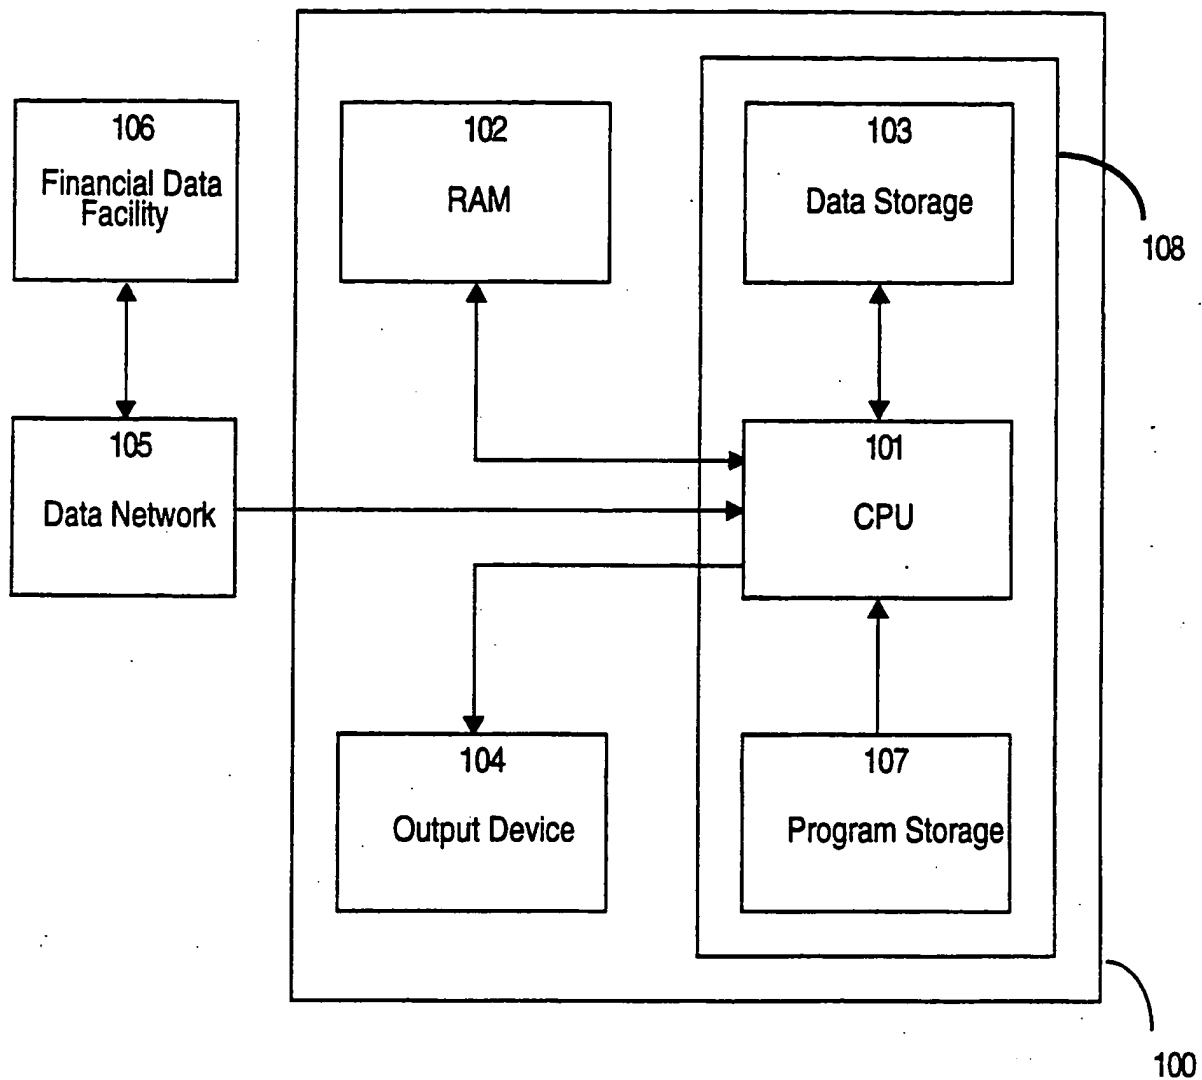 106
Financial Data
Facility
102
RAM
103
Data Storage
108
105
Data Network
101
CPU
104
Output Device
107
Program Storage
100